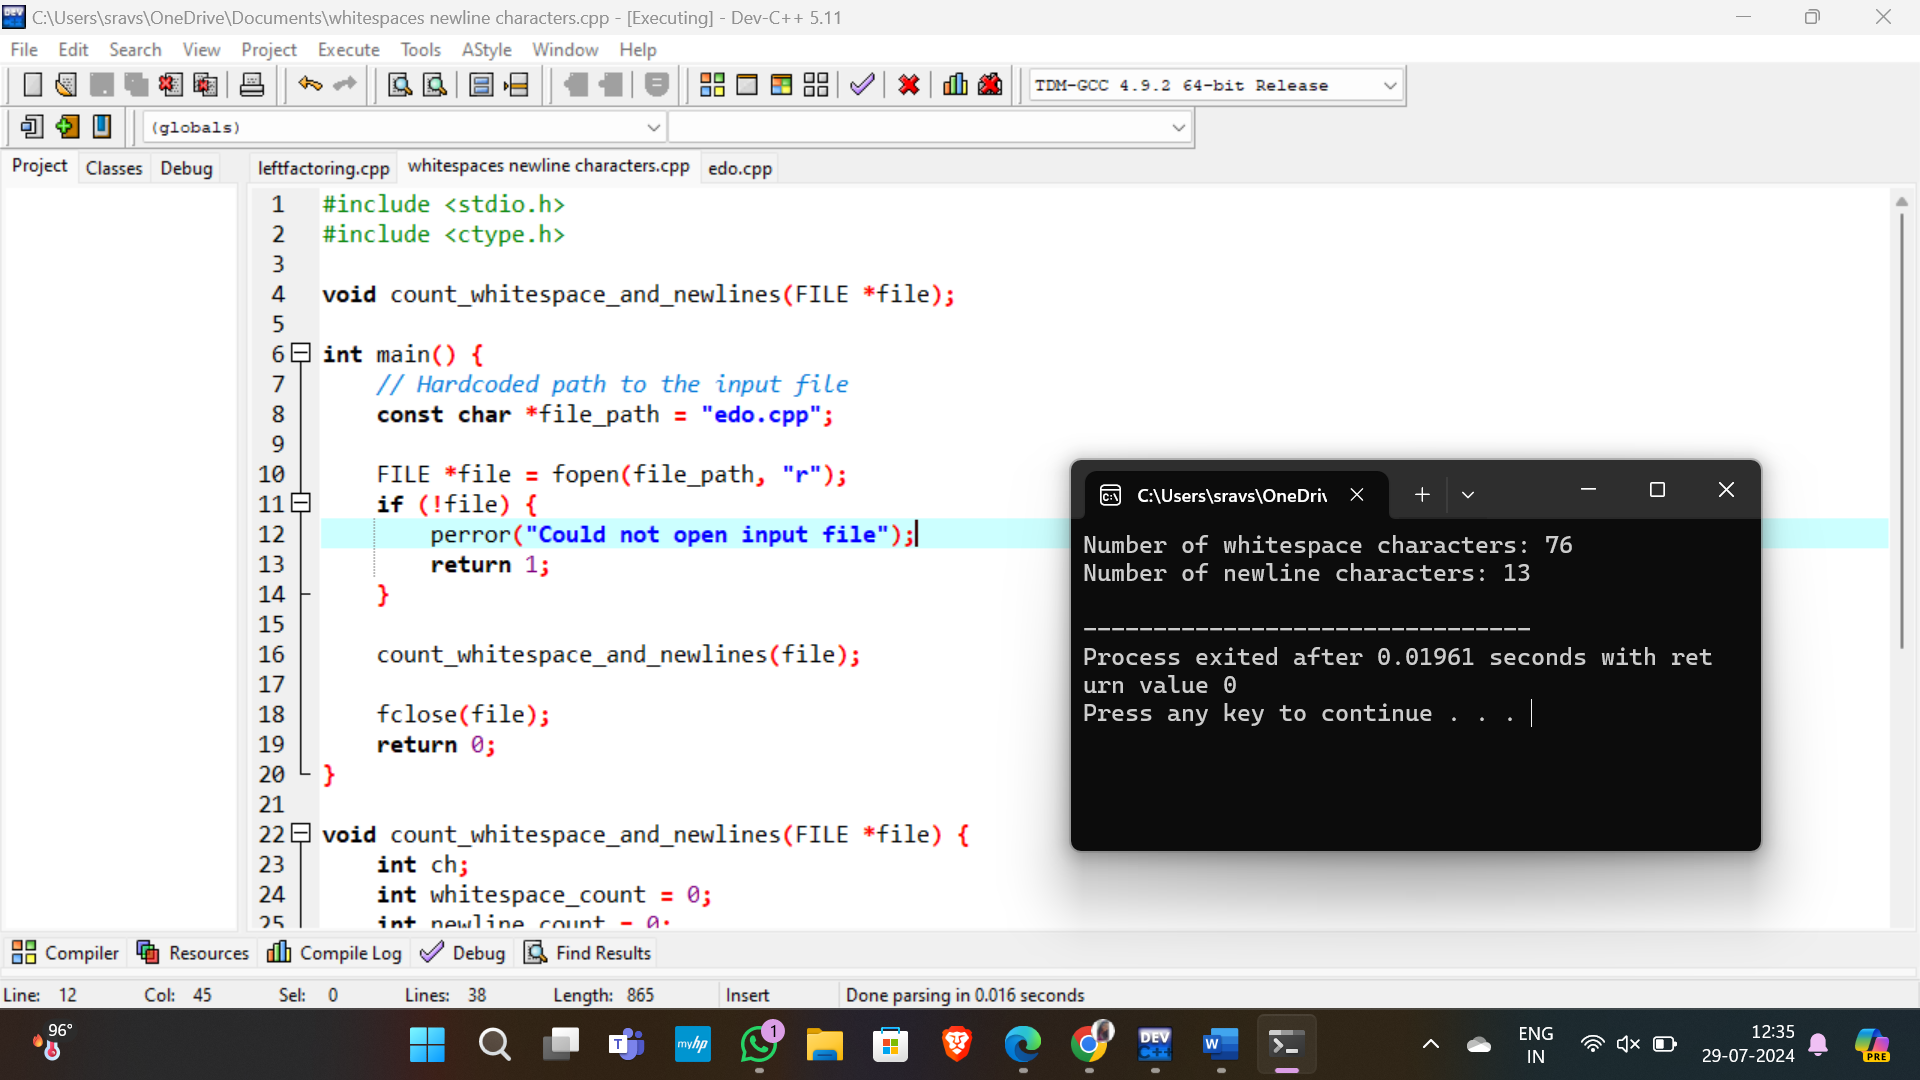 C:\Users\sravs\OneDrive\Documents\whitespaces newline characters.cpp - [Executing] - Dev-C++ 5.11
File Edit Search View Project Execute Tools AStyle Window Help
TDM-GCC 4.9.2 64-bit Release
(globals)
Project Classes Debug
leftfactoring.cpp whitespaces newline characters.cpp edo.cpp
1 #include <stdio.h>
2 #include <ctype.h>
3
4 void count_whitespace_and_newlines(FILE *file);
5
6 int main() {
7 // Hardcoded path to the input file
8 const char *file_path = "edo.cpp";
9
10 FILE *file = fopen(file_path, "r");
11 if (!file) {
12 perror("Could not open input file");
13 return 1;
14 }
15
16 count_whitespace_and_newlines(file);
17
18 fclose(file);
19 return 0;
20 }
21
22 void count_whitespace_and_newlines(FILE *file) {
23 int ch;
24 int whitespace_count = 0;
25 int newline_count = 0;
C:\Users\sravs\OneDri
Number of whitespace characters: 76
Number of newline characters: 13
--------------------------------
Process exited after 0.01961 seconds with ret
urn value 0
Press any key to continue . . .
Compiler Resources Compile Log Debug Find Results
Line: 12 Col: 45 Sel: 0 Lines: 38 Length: 865 Insert Done parsing in 0.016 seconds
96°
myhp
1
DEV
C++
W
ENG
IN
12:35
29-07-2024
PRE